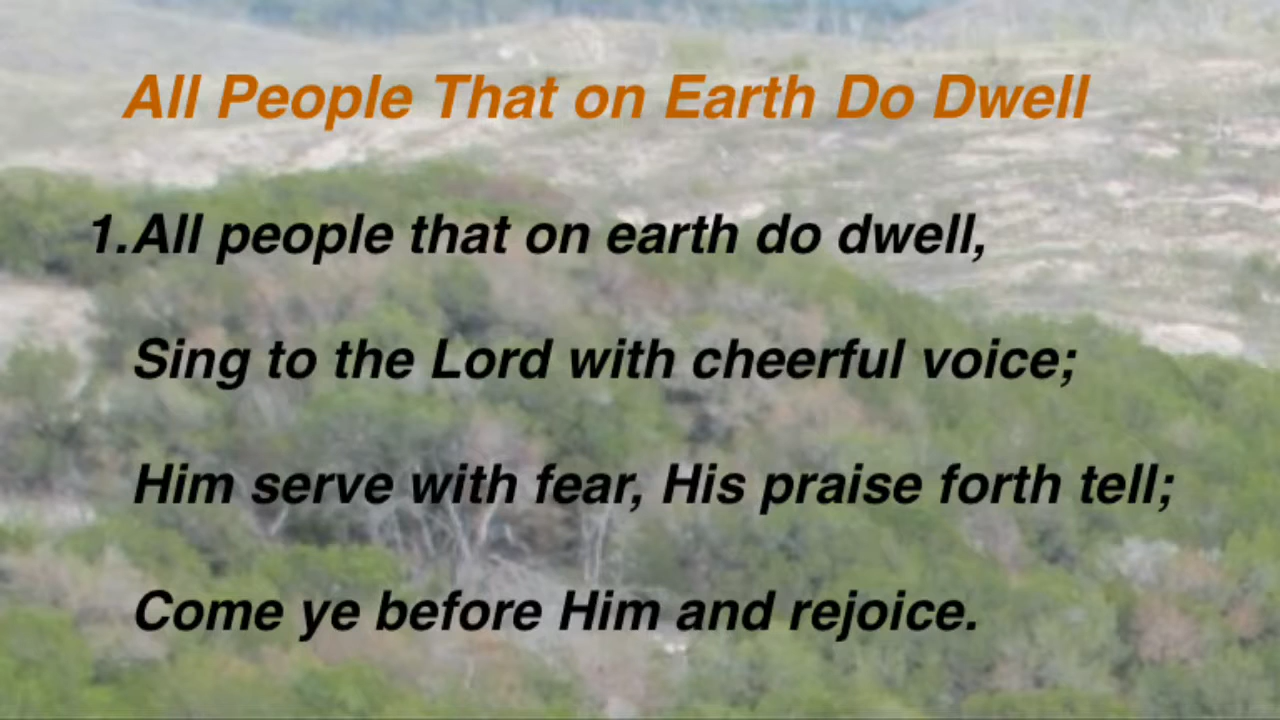 All People That on Earth Do Dwell
1.All people that on earth do dwell,
Sing to the Lord with cheerful voice;
Him serve with fear, His praise forth tell;
Come ye before Him and rejoice.